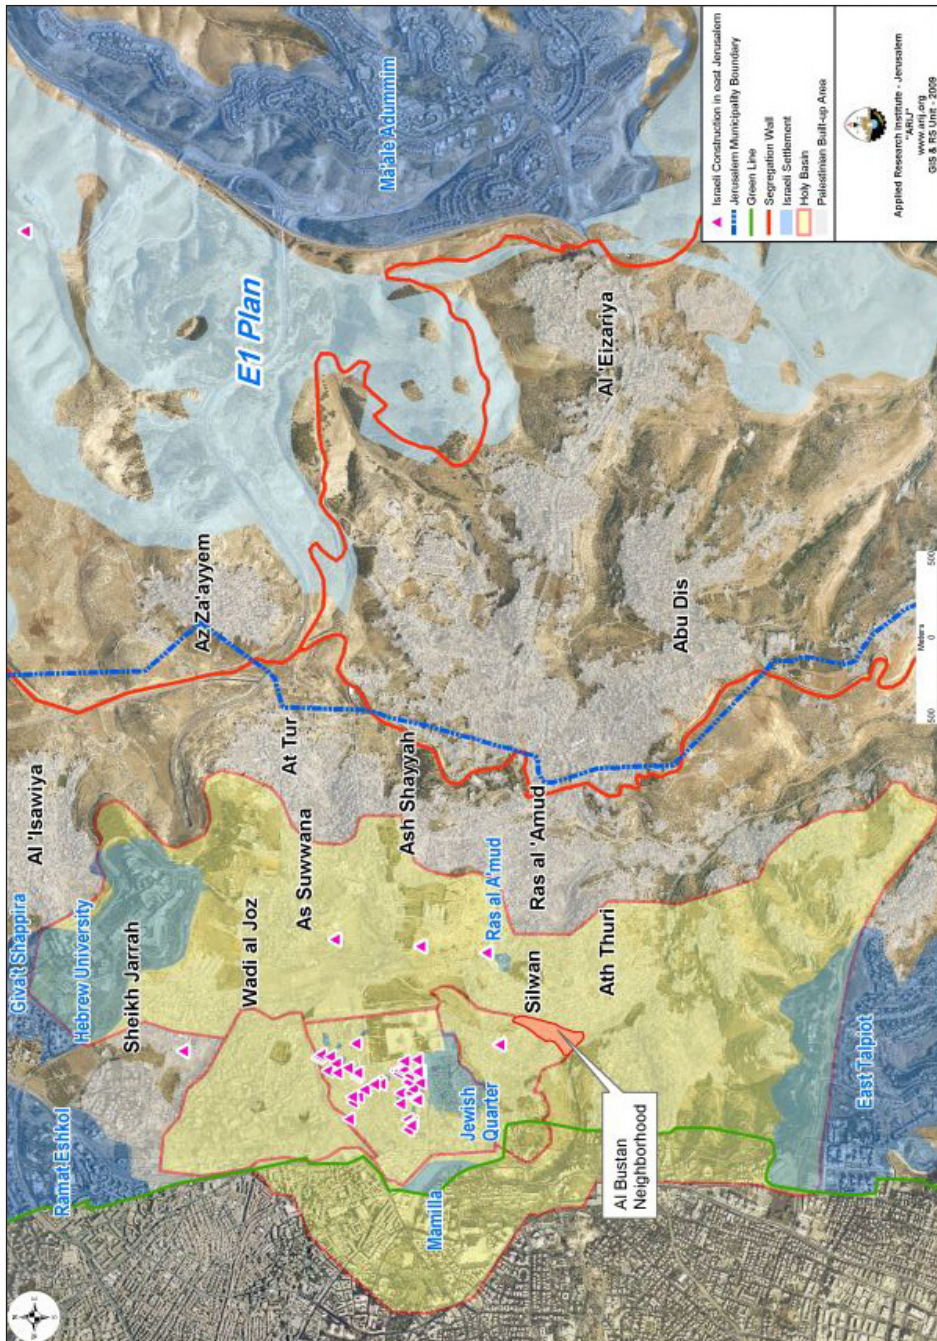 Giva't Shappira
Al 'Isawiya
Ramat Eshkol
Hebrew University
Sheikh Jarrah
Az Za'ayyem
E1 Plan
Ma'ale Adummim
Wadi al Joz
As Suwwana
At Tur
Ash Shayyah
Mamilla
Jewish
Quarter
Ras al A'mud
Silwan
Ras al 'Amud
Al 'Eizariya
Al Bustan
Neighborhood
Ath Thuri
Abu Dis
East Talpiot
Israeli Construction in east Jerusalem
Jerusalem Municipality Boundary
Green Line
Segregation Wall
Israeli Settlement
Holy Basin
Palestinian Built-up Area
Applied Research Institute - Jerusalem
"ARIJ"
www.arij.org
GIS & RS Unit - 2009
500 0 500
Meters